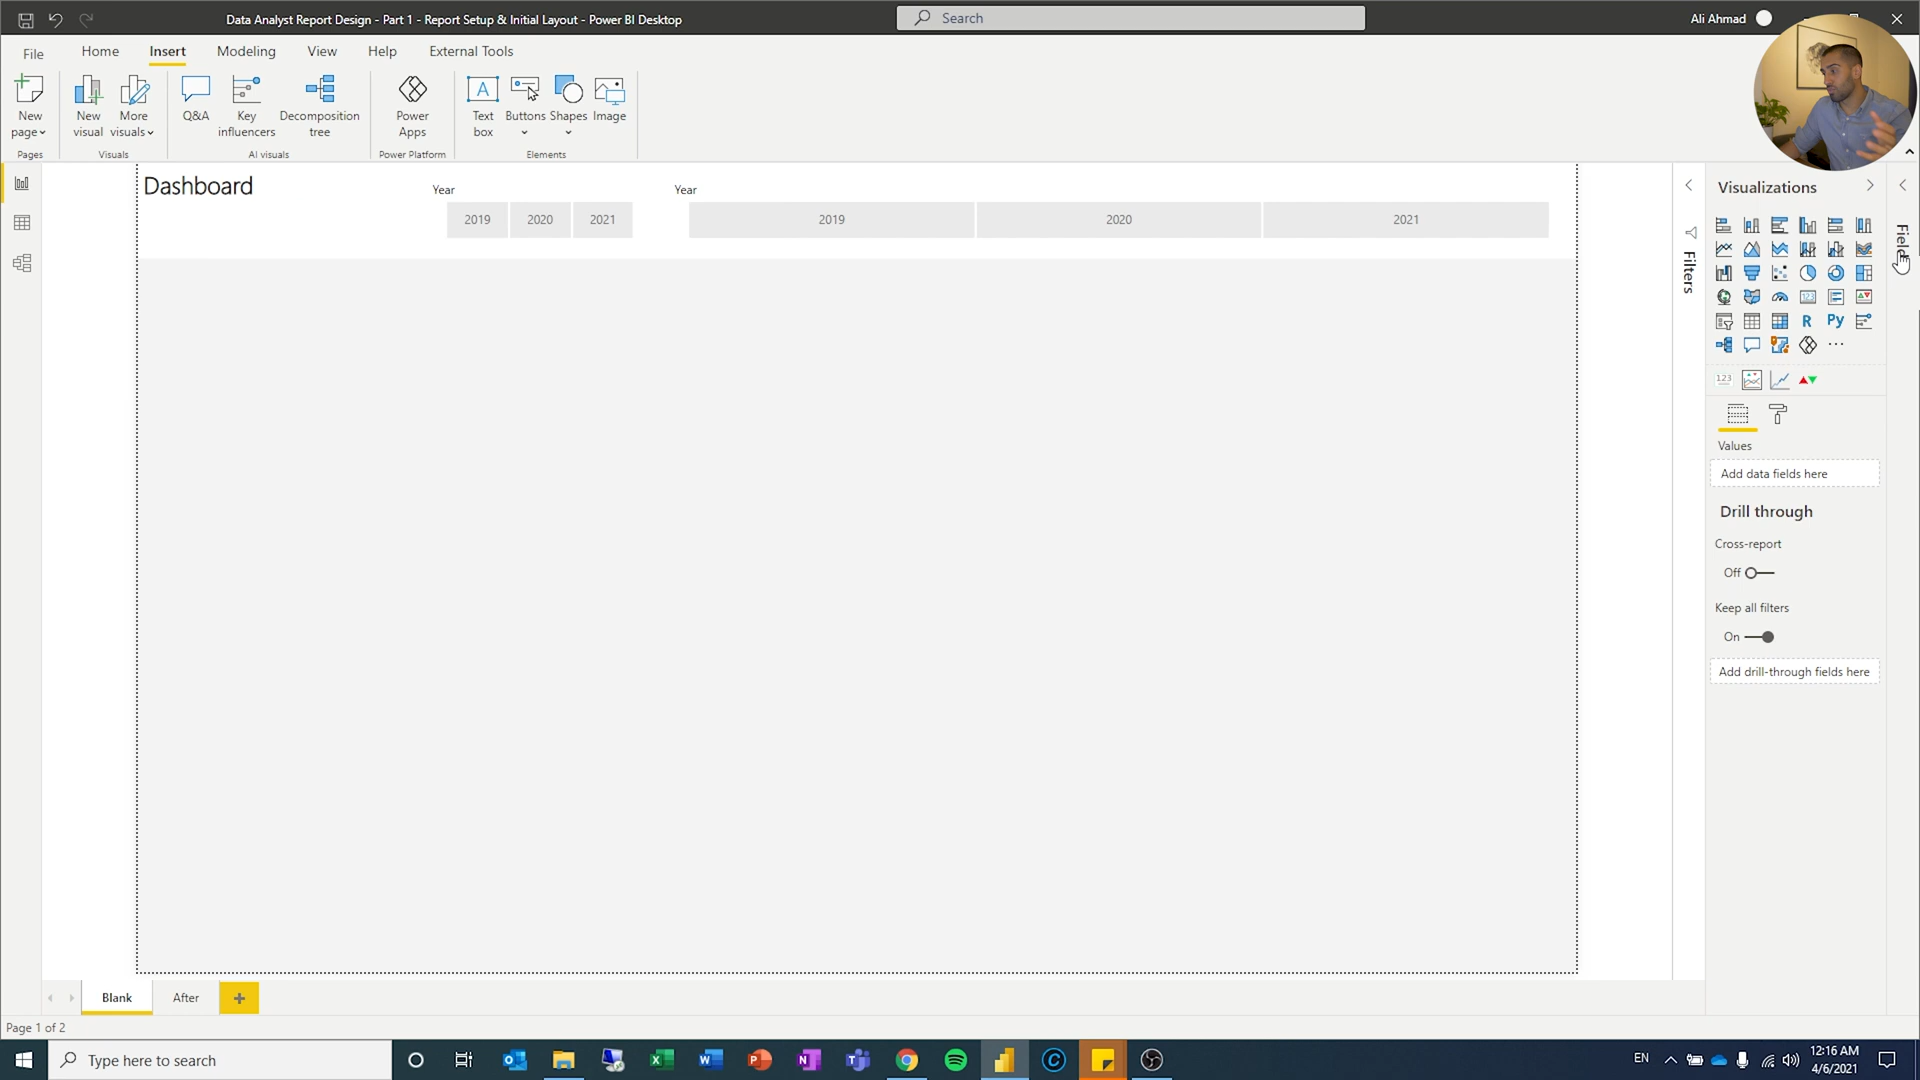 Data Analyst Report Design - Part 1 - Report Setup & Initial Layout - Power BI Desktop
Search
Ali Ahmad
File
Home
Insert
Modeling
View
Help
External Tools
New page
New visual
More visuals
Q&A
Key influencers
Decomposition tree
Power Apps
Text box
Buttons
Shapes
Image
Pages
Visuals
AI visuals
Power Platform
Elements
Dashboard
Year
2019
2020
2021
Year
2019
2020
2021
Filters
Visualizations
R
Py
123
Values
Add data fields here
Drill through
Cross-report
Off
Keep all filters
On
Add drill-through fields here
Fields
Blank
After
Page 1 of 2
Type here to search
EN
12:16 AM
4/6/2021